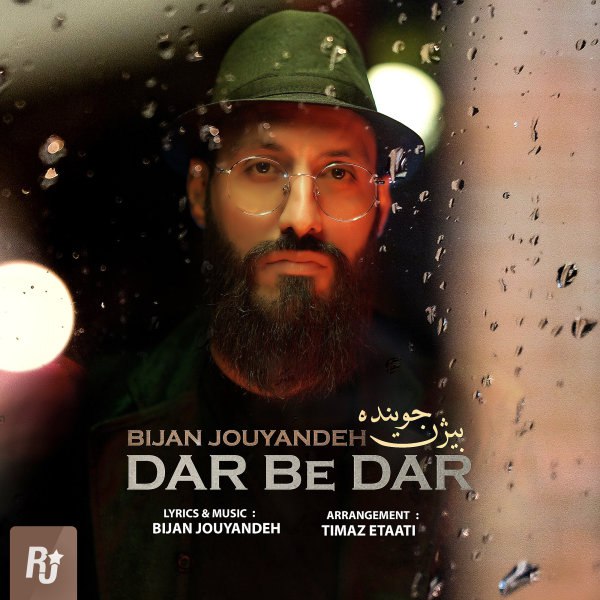 بیژن جوینده
BIJAN JOUYANDEH
DAR BE DAR
LYRICS & MUSIC :
BIJAN JOUYANDEH
ARRANGEMENT :
TIMAZ ETAATI
RJ